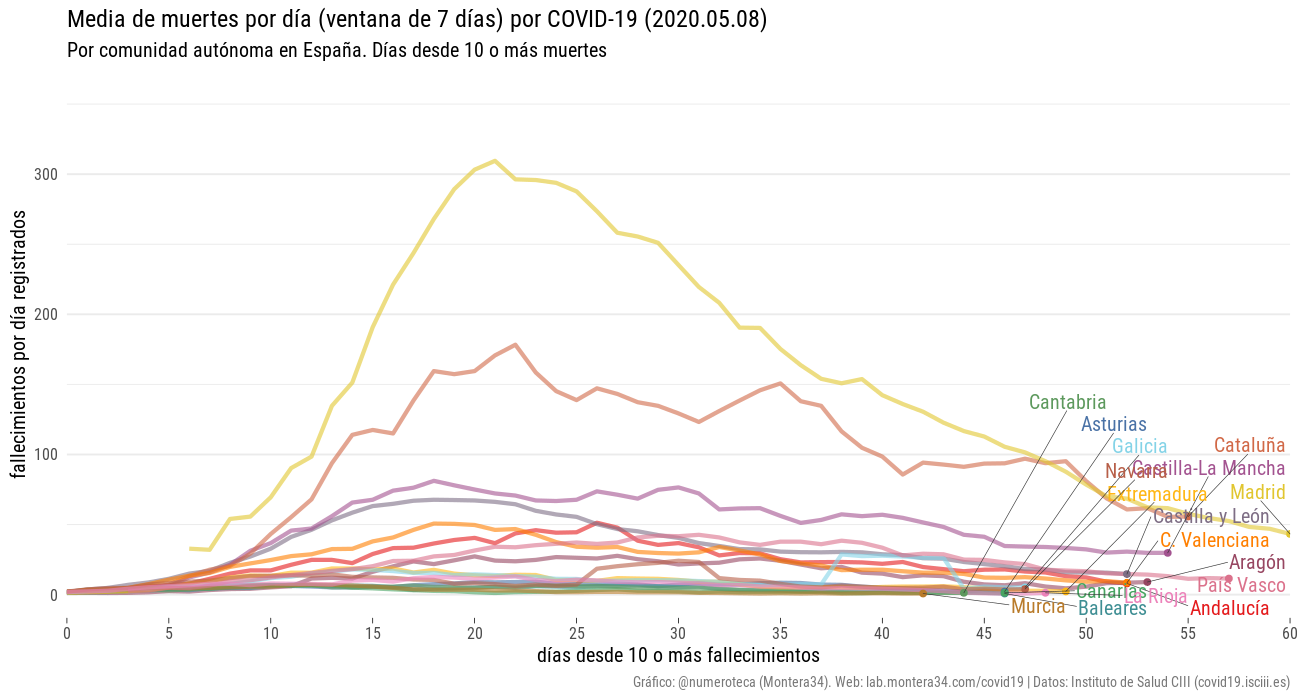 Media de muertes por día (ventana de 7 días) por COVID-19 (2020.05.08)
Por comunidad autónoma en España. Días desde 10 o más muertes
fallecimientos por día registrados
300
200
100
0
Cantabria
Asturias
Galicia
Cataluña
Navarra
Castilla-La Mancha
Extremadura
Madrid
Castilla y León
C. Valenciana
Aragón
País Vasco
Canarias
La Rioja
Murcia
Baleares
Andalucía
0 5 10 15 20 25 30 35 40 45 50 55 60
días desde 10 o más fallecimientos
Gráfico: @numeroteca (Montera34). Web: lab.montera34.com/covid19 | Datos: Instituto de Salud CIII (covid19.isciii.es)